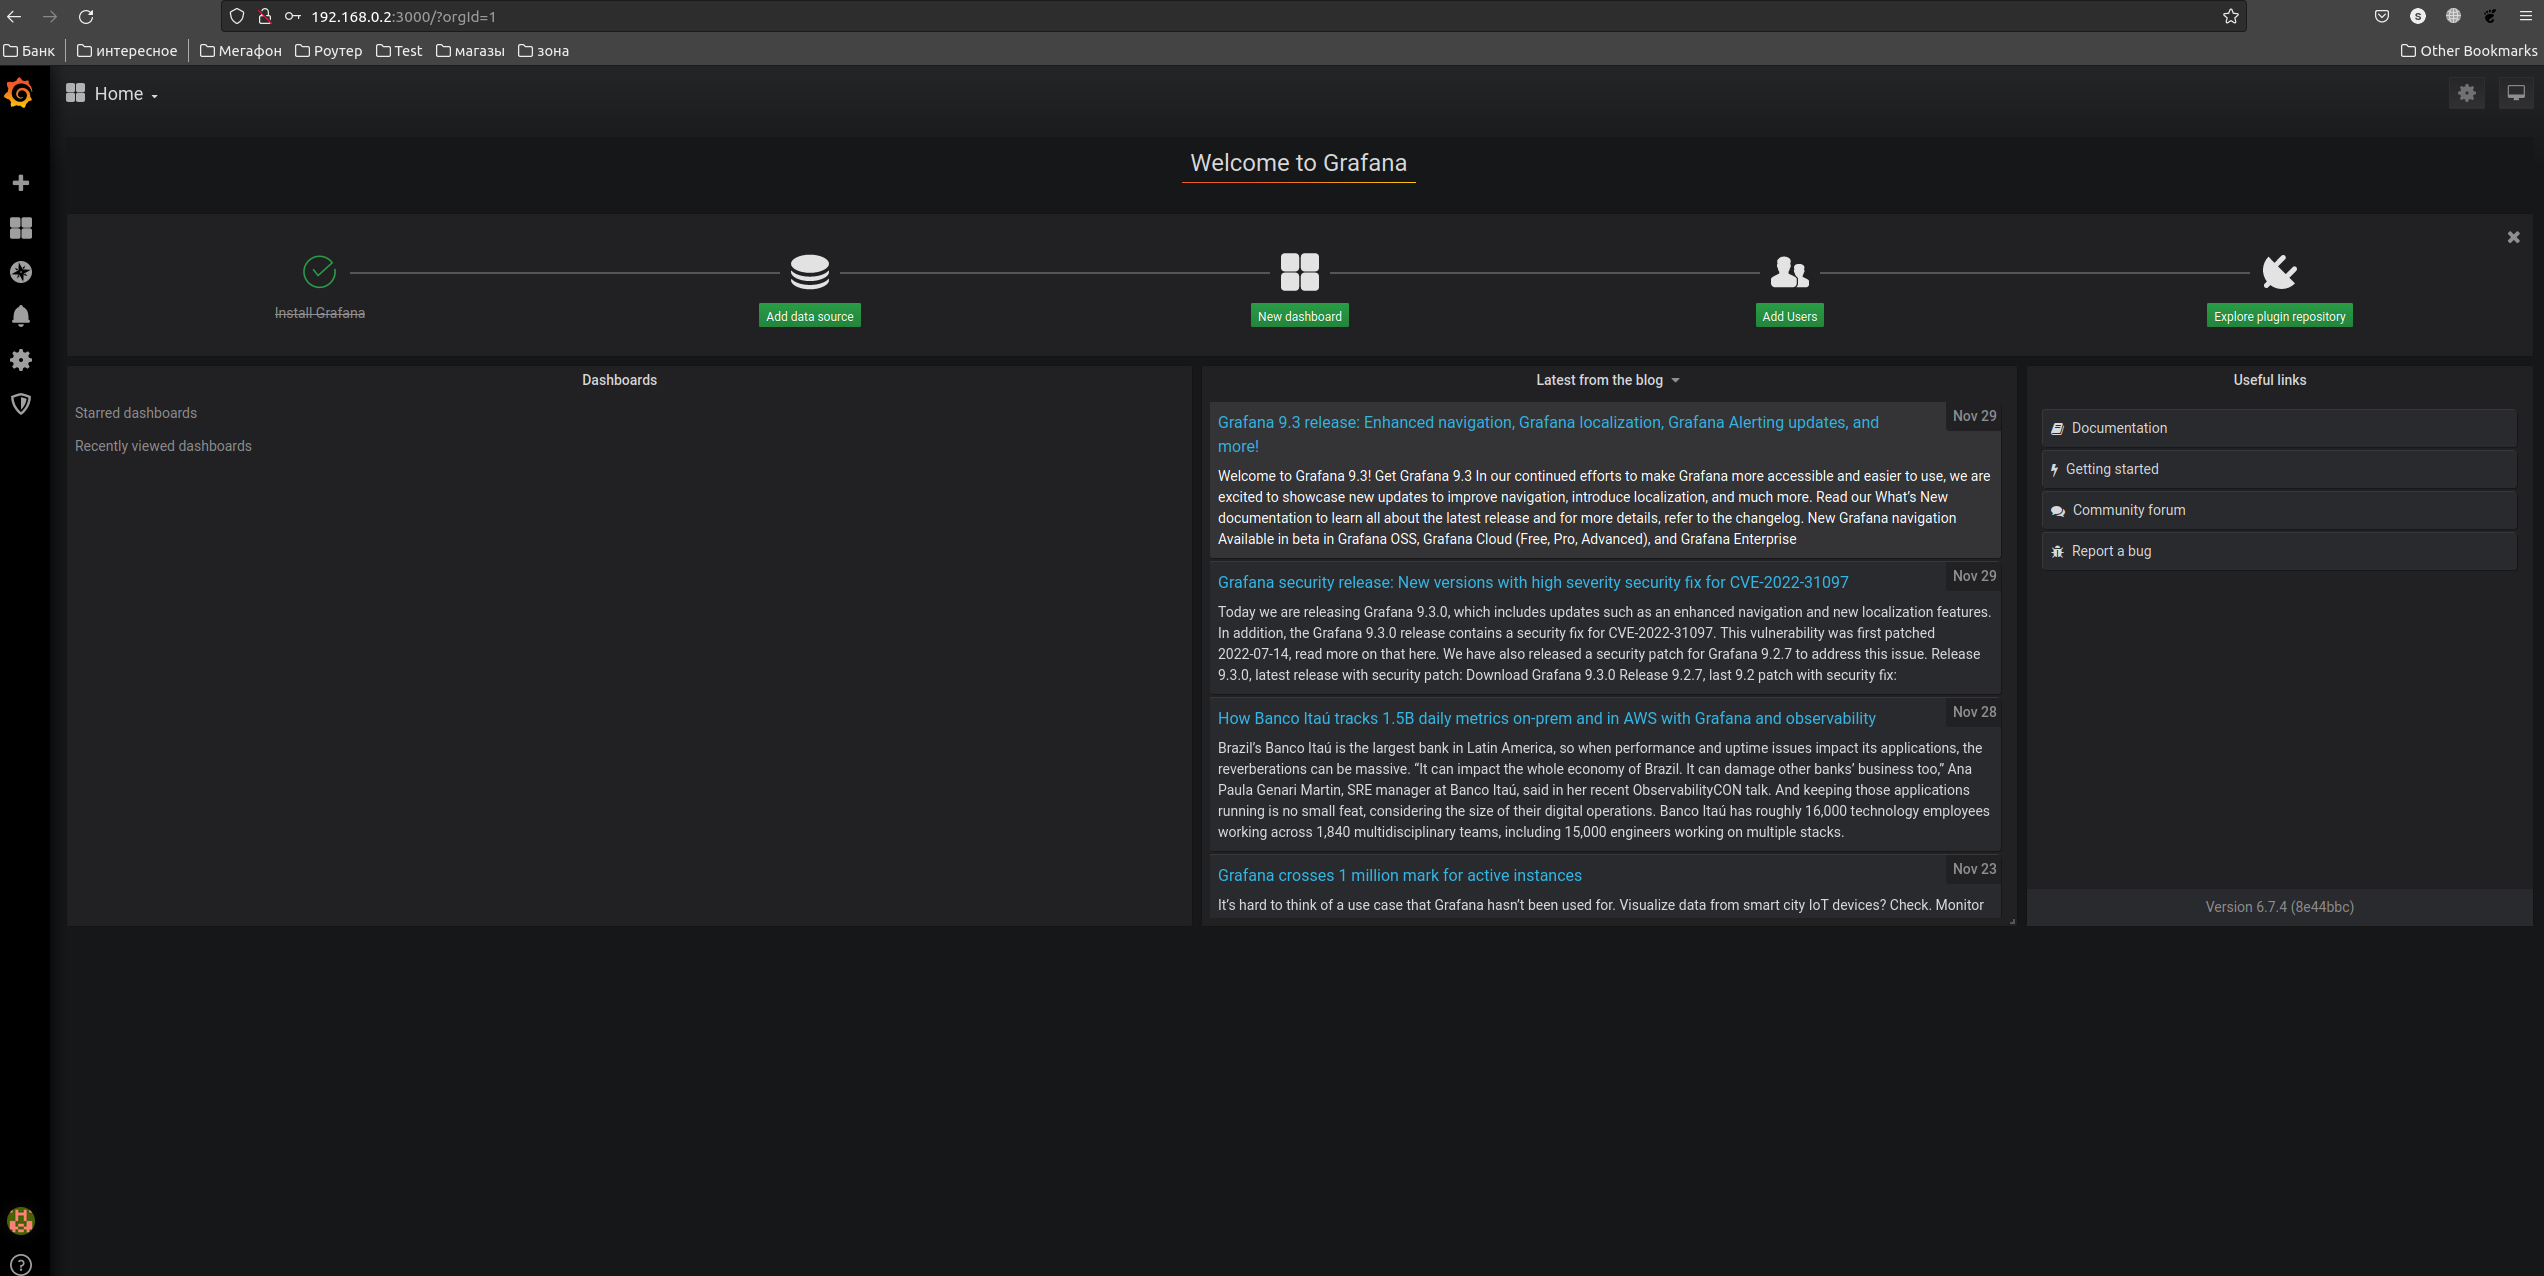 192.168.0.2:3000/?orgId=1
Банк
интересное
Мегафон
Роутер
Test
магазы
зона
Other Bookmarks
Home
Welcome to Grafana
Install Grafana
Add data source
New dashboard
Add Users
Explore plugin repository
Dashboards
Starred dashboards
Recently viewed dashboards
Latest from the blog
Grafana 9.3 release: Enhanced navigation, Grafana localization, Grafana Alerting updates, and
more!
Nov 29
Welcome to Grafana 9.3! Get Grafana 9.3 In our continued efforts to make Grafana more accessible and easier to use, we are
excited to showcase new updates to improve navigation, introduce localization, and much more. Read our What’s New
documentation to learn all about the latest release and for more details, refer to the changelog. New Grafana navigation
Available in beta in Grafana OSS, Grafana Cloud (Free, Pro, Advanced), and Grafana Enterprise
Grafana security release: New versions with high severity security fix for CVE-2022-31097
Nov 29
Today we are releasing Grafana 9.3.0, which includes updates such as an enhanced navigation and new localization features.
In addition, the Grafana 9.3.0 release contains a security fix for CVE-2022-31097. This vulnerability was first patched
2022-07-14, read more on that here. We have also released a security patch for Grafana 9.2.7 to address this issue. Release
9.3.0, latest release with security patch: Download Grafana 9.3.0 Release 9.2.7, last 9.2 patch with security fix:
How Banco Itaú tracks 1.5B daily metrics on-prem and in AWS with Grafana and observability
Nov 28
Brazil’s Banco Itaú is the largest bank in Latin America, so when performance and uptime issues impact its applications, the
reverberations can be massive. “It can impact the whole economy of Brazil. It can damage other banks’ business too,” Ana
Paula Genari Martin, SRE manager at Banco Itaú, said in her recent ObservabilityCON talk. And keeping those applications
running is no small feat, considering the size of their digital operations. Banco Itaú has roughly 16,000 technology employees
working across 1,840 multidisciplinary teams, including 15,000 engineers working on multiple stacks.
Grafana crosses 1 million mark for active instances
Nov 23
It’s hard to think of a use case that Grafana hasn’t been used for. Visualize data from smart city IoT devices? Check. Monitor
Useful links
Documentation
Getting started
Community forum
Report a bug
Version 6.7.4 (8e44bbc)